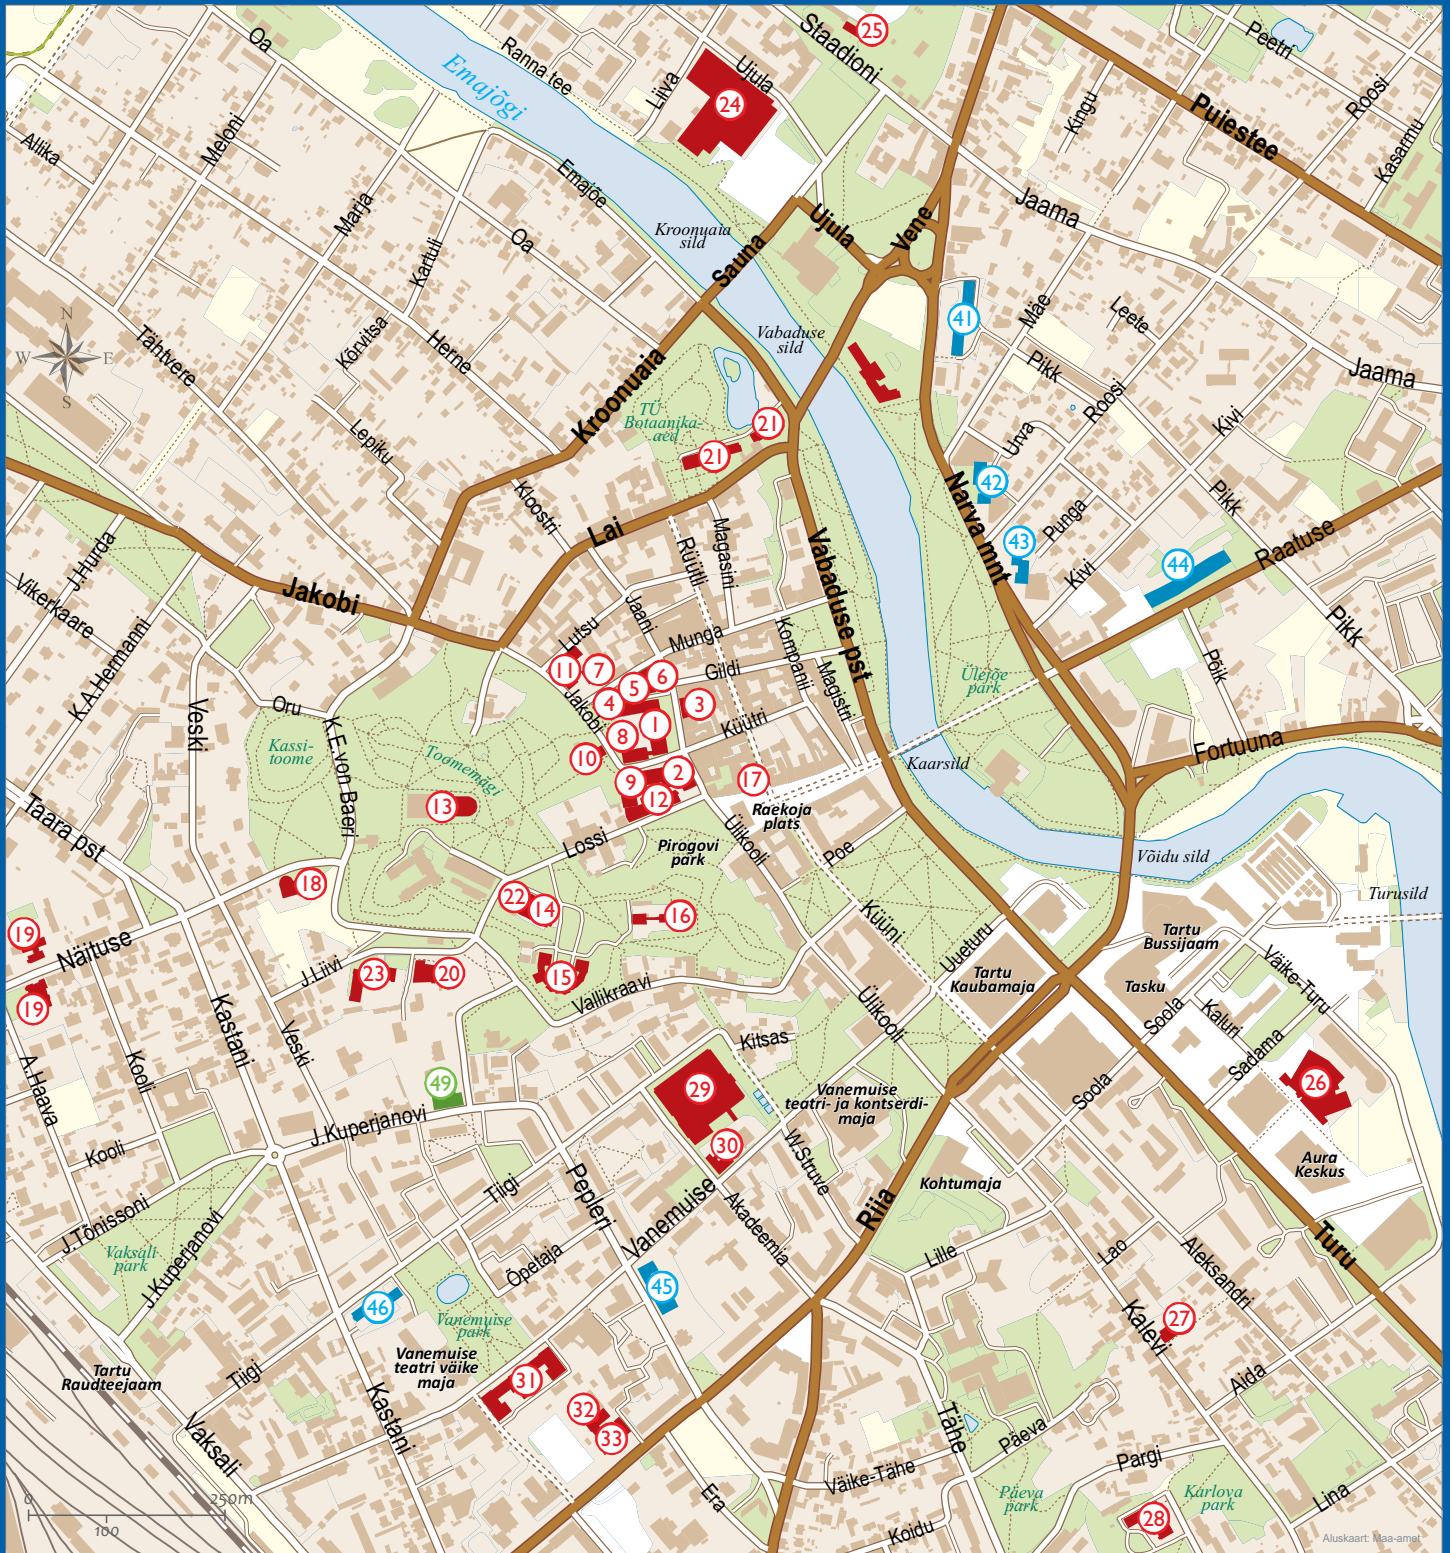 Oa
Ranna tee
Liiva
Ujula
Staadioni
25
Peetri
Emajõgi
24
Kingu
Puiestee
Roosi
Kasarmu
Allika
Meloni
Marja
Kartuli
Emajõe
Oa
Kroonuaia
sild
Sauna
Ujula
Vene
Jaama
N
W
E
S
Tähtvere
Kõrvitsa
Herne
Lepiku
Kroonuaia
Vabaduse
sild
41
Mäe
Leete
Pikk
Jaama
Roosi
Kivi
TÜ
Botaanika-
aed
21
21
Urva
42
Narva mnt
Kloostri
Lai
Rüütli
Magasini
Vabaduse pst
43
Punga
Kivi
44
Pikk
Raatuse
Pikk
J.Hurda
Vikerkaare
Jakobi
K.A.Hermanni
Lutsu
Jaani
Munga
Gildi
Kompanii
Magistri
11
7
6
5
4
Jakobi
3
1
8
Küütri
10
2
9
12
17
Raekoja
plats
Ülejõe
park
Põik
Fortuuna
Kaarsild
Veski
Oru
K.E.von Baeri
Kassi-
toome
Toomemägi
13
Taara pst
Lossi
Pirogovi
park
Ülikooli
Poe
Võidu sild
Turusild
18
22
14
16
19
Näituse
19
J.Liivi
23
20
15
Vallikraavi
Küüni
Uueturu
Tartu
Kaubamaja
Tartu
Bussijaam
Tasku
Väike-Turu
Soola
Kaluri
Sadama
Ülikooli
Kastani
Veski
A.Haava
Kooli
Kooli
49
J.Kuperjanovi
Kitsas
29
30
Vanemuise
teatri- ja kontserdi-
maja
W.Struve
Soola
26
Aura
Keskus
Kohtumaja
J.Tõnissoni
Vaksali
park
J.Kuperjanovi
Tiigi
Pepleri
Vanemuise
Akadeemia
Riia
Lille
Lao
Aleksandri
Turu
Õpetaja
45
46
Vanemuise
park
Vanemuise
teatri väike
maja
Tartu
Raudteejaam
Tiigi
Vaksali
Kastani
31
32
33
Kalevi
27
Aida
Tähe
Päeva
Pargi
Väike-Tähe
Päeva
park
Karlova
park
Lina
28
Era
Koidu
0
100
250m
Aluskaart: Maa-amet